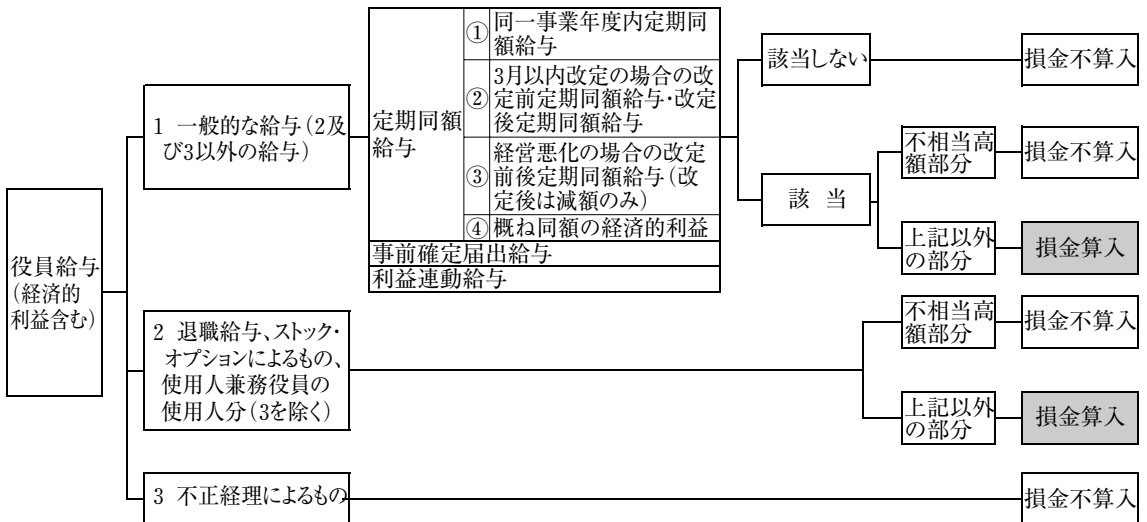 役員給与
(経済的
利益含む)
1 一般的な給与(2及
び3以外の給与)
定期同額
給与
①
同一事業年度内定期同
額給与
②
3月以内改定の場合の改
定前定期同額給与・改定
後定期同額給与
③
経営悪化の場合の改定
前後定期同額給与(改
定後は減額のみ)
④
概ね同額の経済的利益
事前確定届出給与
利益連動給与
該当しない
損金不算入
該 当
不相当高
額部分
損金不算入
上記以外
の部分
損金算入
2 退職給与、ストック・
オプションによるもの、
使用人兼務役員の
使用人分(3を除く)
不相当高
額部分
損金不算入
上記以外
の部分
損金算入
3 不正経理によるもの
損金不算入